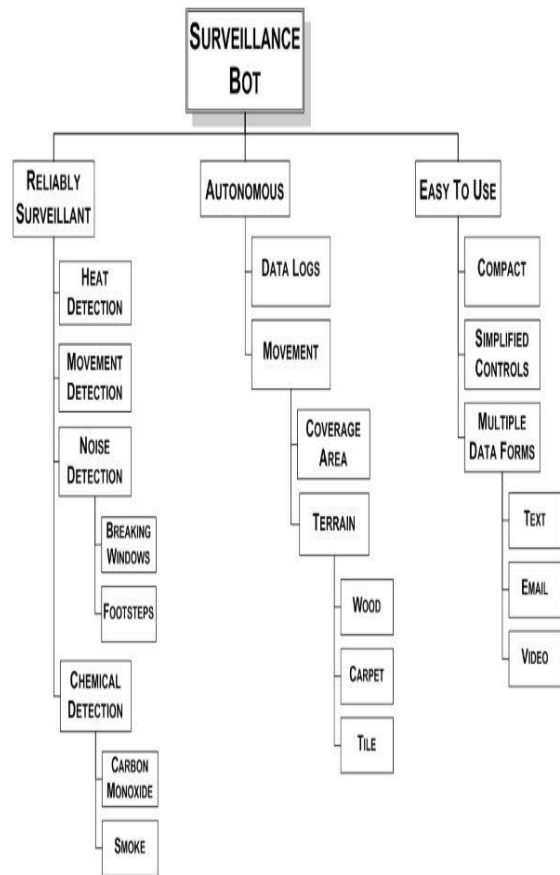 SURVEILLANCE
BOT
RELIABLY
SURVEILLANT
HEAT
DETECTION
MOVEMENT
DETECTION
NOISE
DETECTION
BREAKING
WINDOWS
FOOTSTEPS
CHEMICAL
DETECTION
CARBON
MONOXIDE
SMOKE
AUTONOMOUS
DATA LOGS
MOVEMENT
COVERAGE
AREA
TERRAIN
WOOD
CARPET
TILE
EASY TO USE
COMPACT
SIMPLIFIED
CONTROLS
MULTIPLE
DATA FORMS
TEXT
EMAIL
VIDEO